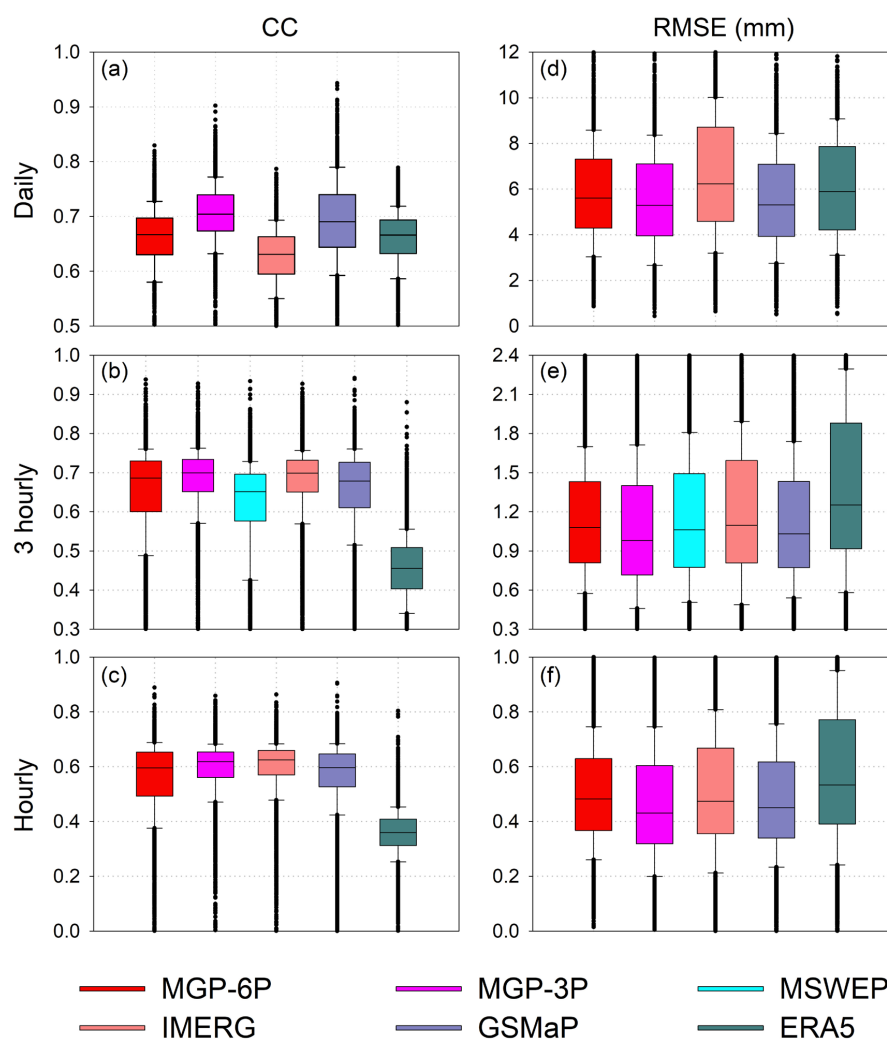 CC
RMSE (mm)
Daily
(a)
1.0
0.9
0.8
0.7
0.6
0.5
(d)
12
10
8
6
4
2
0
3 hourly
(b)
1.0
0.9
0.8
0.7
0.6
0.5
0.4
0.3
(e)
2.4
2.1
1.8
1.5
1.2
0.9
0.6
0.3
Hourly
(c)
1.0
0.8
0.6
0.4
0.2
0.0
(f)
1.0
0.8
0.6
0.4
0.2
0.0
MGP-6P
MGP-3P
MSWEP
IMERG
GSMaP
ERA5